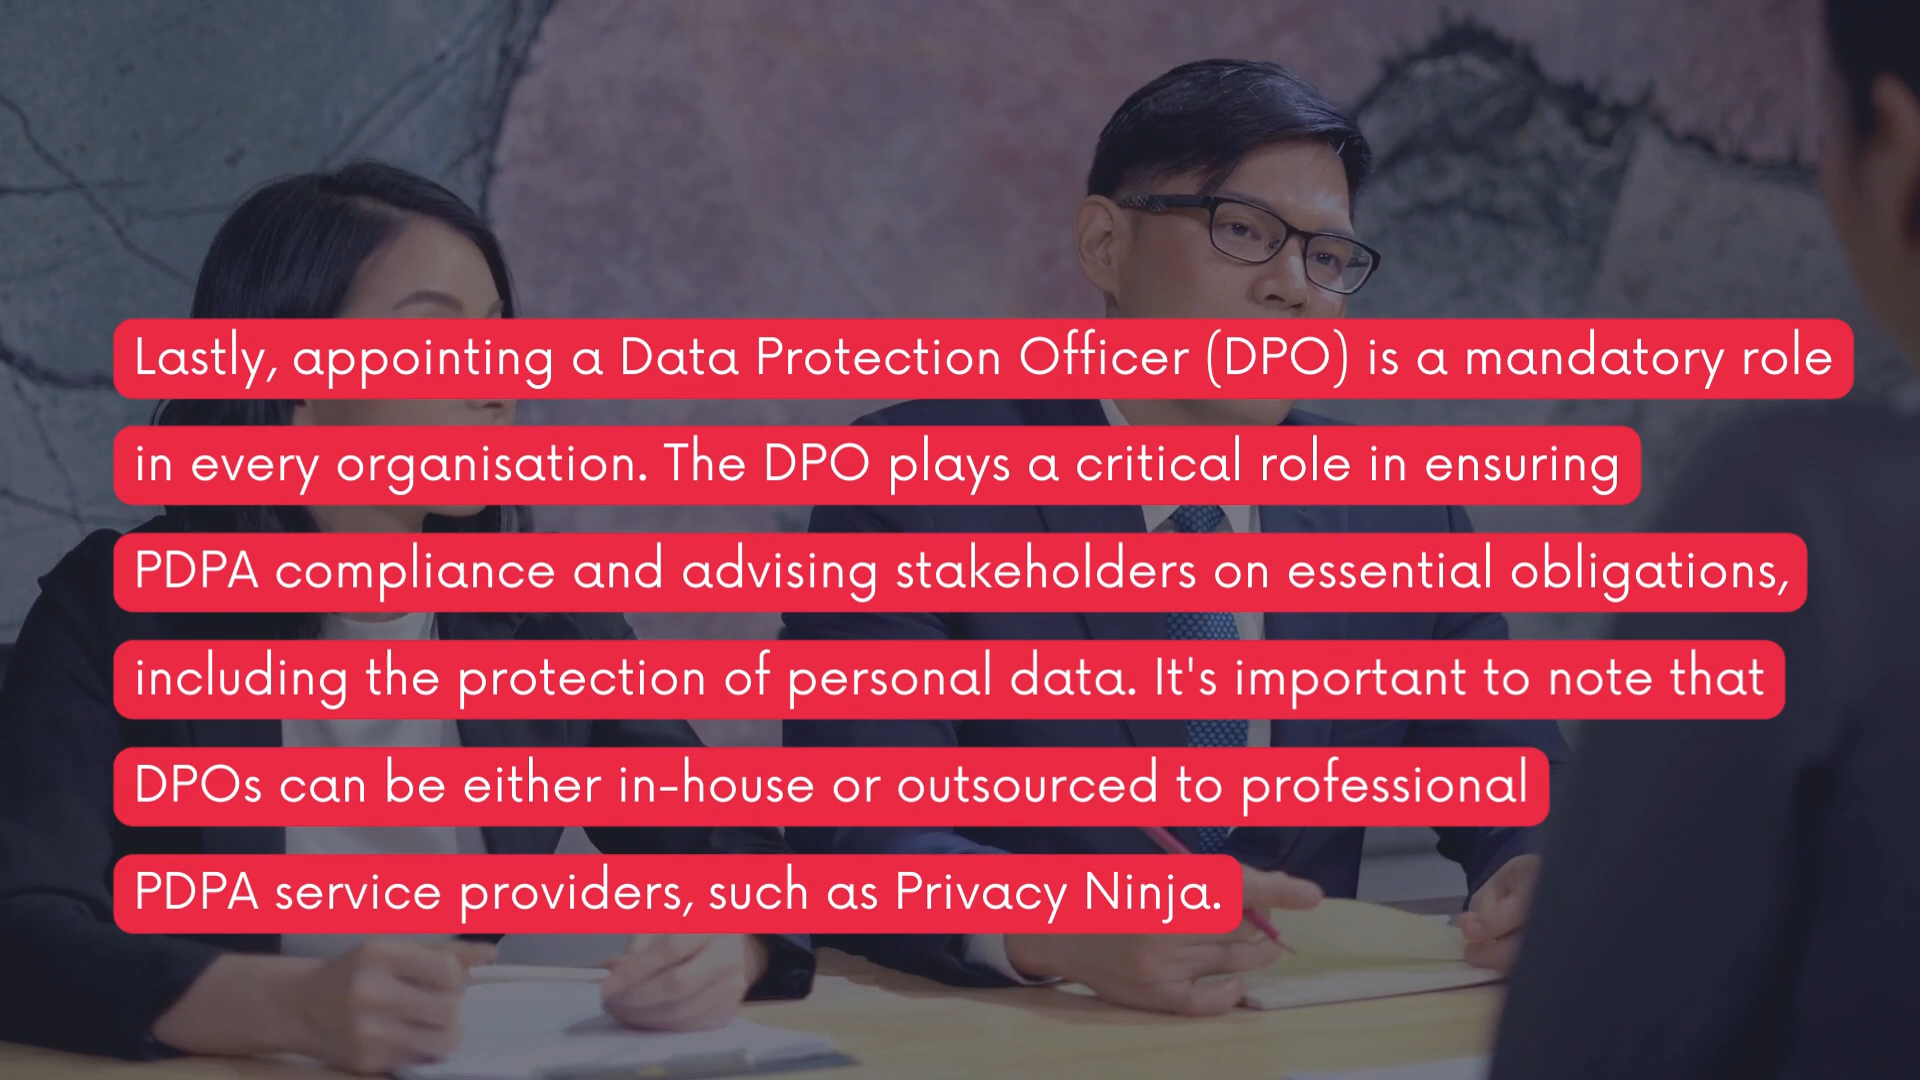 Lastly, appointing a Data Protection Officer (DPO) is a mandatory role
in every organisation. The DPO plays a critical role in ensuring
PDPA compliance and advising stakeholders on essential obligations,
including the protection of personal data. It's important to note that
DPOs can be either in-house or outsourced to professional
PDPA service providers, such as Privacy Ninja.